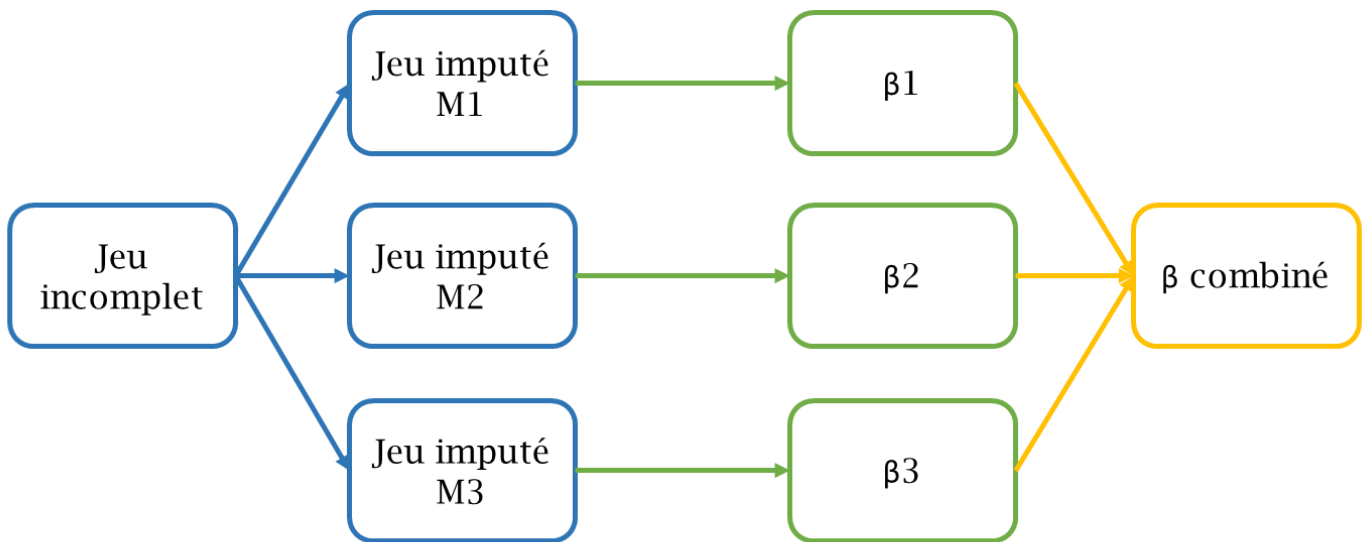 Jeu
incomplet
Jeu imputé
M1
Jeu imputé
M2
Jeu imputé
M3
β1
β2
β3
β combiné